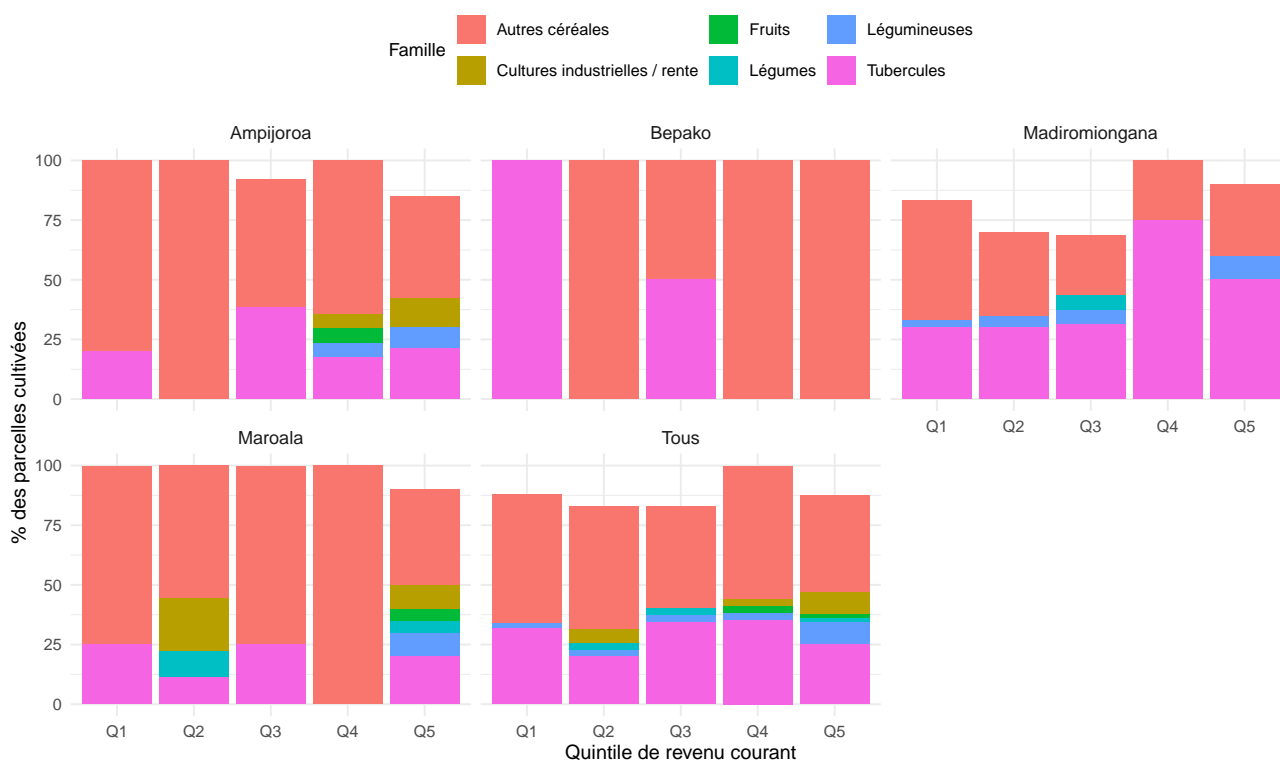 Famille
Autres céréales
Cultures industrielles / rente
Fruits
Légumes
Légumineuses
Tubercules
Ampijoroa
Bepako
Madiromiongana
100
75
50
25
0
Q1 Q2 Q3 Q4 Q5
Maroala
Tous
100
75
50
25
0
Q1 Q2 Q3 Q4 Q5
Q1 Q2 Q3 Q4 Q5
% des parcelles cultivées
Quintile de revenu courant